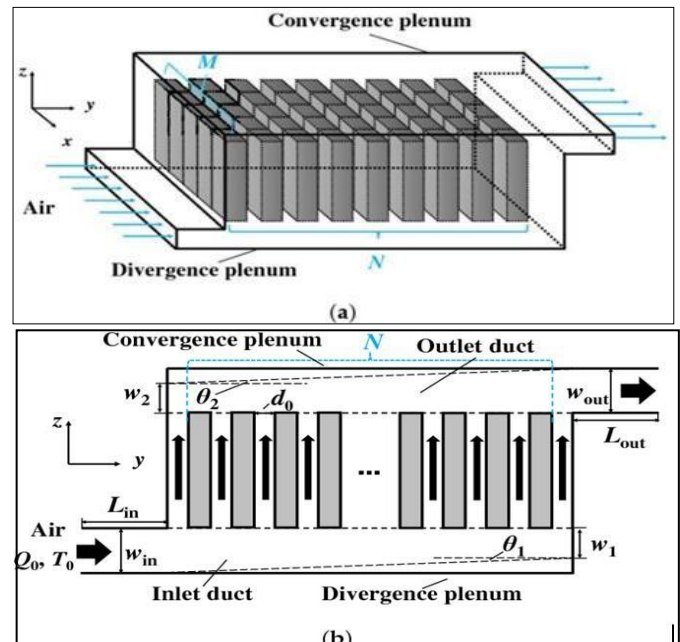 Convergence plenum
M
z
y
x
Air
Divergence plenum
N
(a)
Convergence plenum
N
Outlet duct
w2
θ2
d0
wout
z
y
Lout
Lin
Air
Q0, T0
win
θ1
w1
Inlet duct
Divergence plenum
(b)